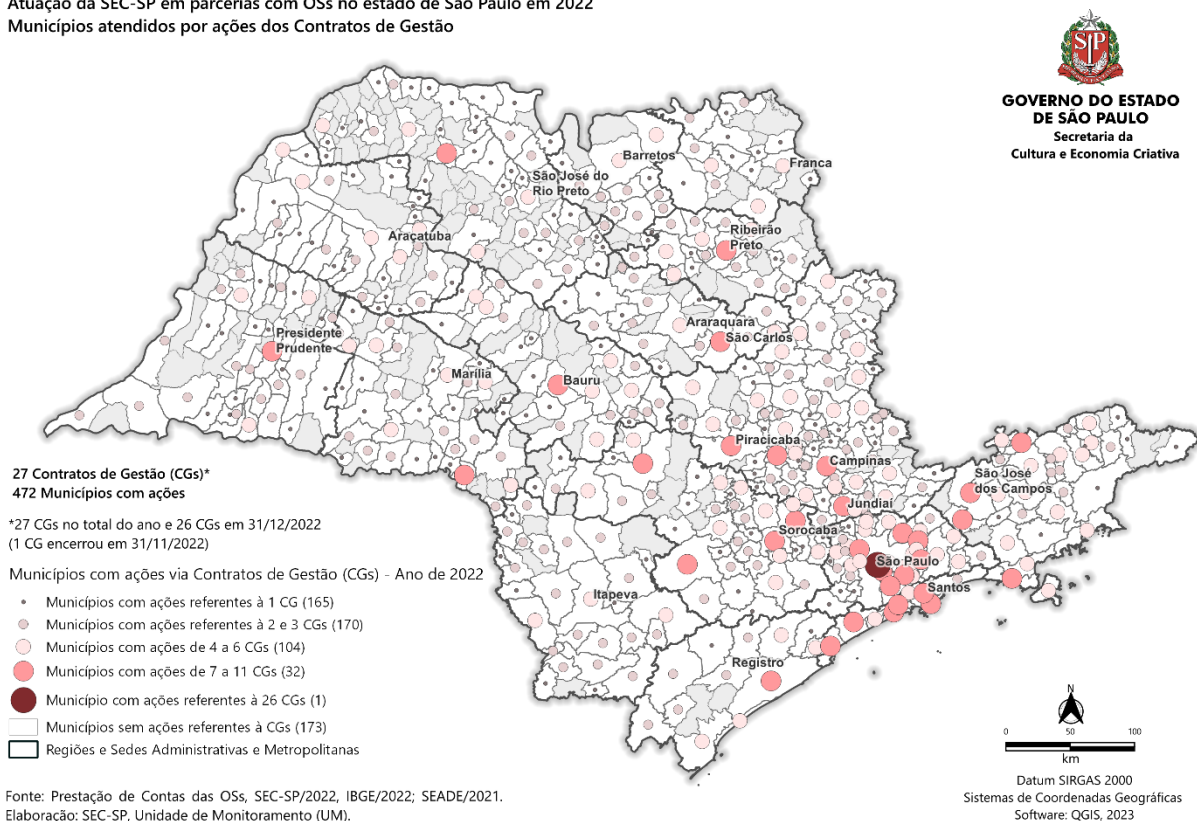 Atuação da SEC-SP em parcerias com OSs no estado de São Paulo em 2022
Municípios atendidos por ações dos Contratos de Gestão
SP
GOVERNO DO ESTADO
DE SÃO PAULO
Secretaria da
Cultura e Economia Criativa
Barretos
Franca
São José do
Rio Preto
Araçatuba
Ribeirão
Preto
Araraquara
São Carlos
Presidente
Prudente
Marília
Bauru
Piracicaba
Campinas
São José
dos Campos
Jundiaí
Sorocaba
São Paulo
Santos
Itapeva
Registro
27 Contratos de Gestão (CGs)*
472 Municípios com ações
*27 CGs no total do ano e 26 CGs em 31/12/2022
(1 CG encerrou em 31/11/2022)
Municípios com ações via Contratos de Gestão (CGs) - Ano de 2022
Municípios com ações referentes à 1 CG (165)
Municípios com ações referentes à 2 e 3 CGs (170)
Municípios com ações de 4 a 6 CGs (104)
Municípios com ações de 7 a 11 CGs (32)
Município com ações referentes à 26 CGs (1)
Municípios sem ações referentes à CGs (173)
Regiões e Sedes Administrativas e Metropolitanas
Fonte: Prestação de Contas das OSs, SEC-SP/2022, IBGE/2022; SEADE/2021.
Elaboração: SEC-SP, Unidade de Monitoramento (UM).
N
0 50 100
km
Datum SIRGAS 2000
Sistemas de Coordenadas Geográficas
Software: QGIS, 2023